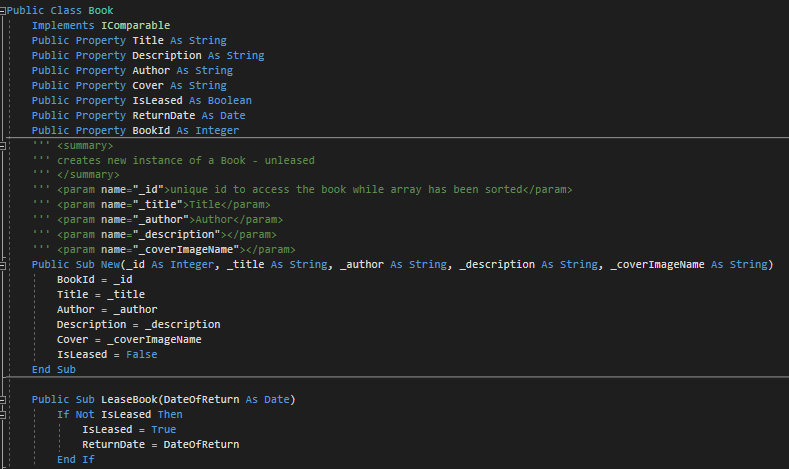 Public Class Book
Implements IComparable
Public Property Title As String
Public Property Description As String
Public Property Author As String
Public Property Cover As String
Public Property IsLeased As Boolean
Public Property ReturnDate As Date
Public Property BookId As Integer
''' <summary>
''' creates new instance of a Book - unleased
''' </summary>
''' <param name="_id">unique id to access the book while array has been sorted</param>
''' <param name="_title">Title</param>
''' <param name="_author">Author</param>
''' <param name="_description"></param>
''' <param name="_coverImageName"></param>
Public Sub New(_id As Integer, _title As String, _author As String, _description As String, _coverImageName As String)
BookId = _id
Title = _title
Author = _author
Description = _description
Cover = _coverImageName
IsLeased = False
End Sub
Public Sub LeaseBook(DateOfReturn As Date)
If Not IsLeased Then
IsLeased = True
ReturnDate = DateOfReturn
End If